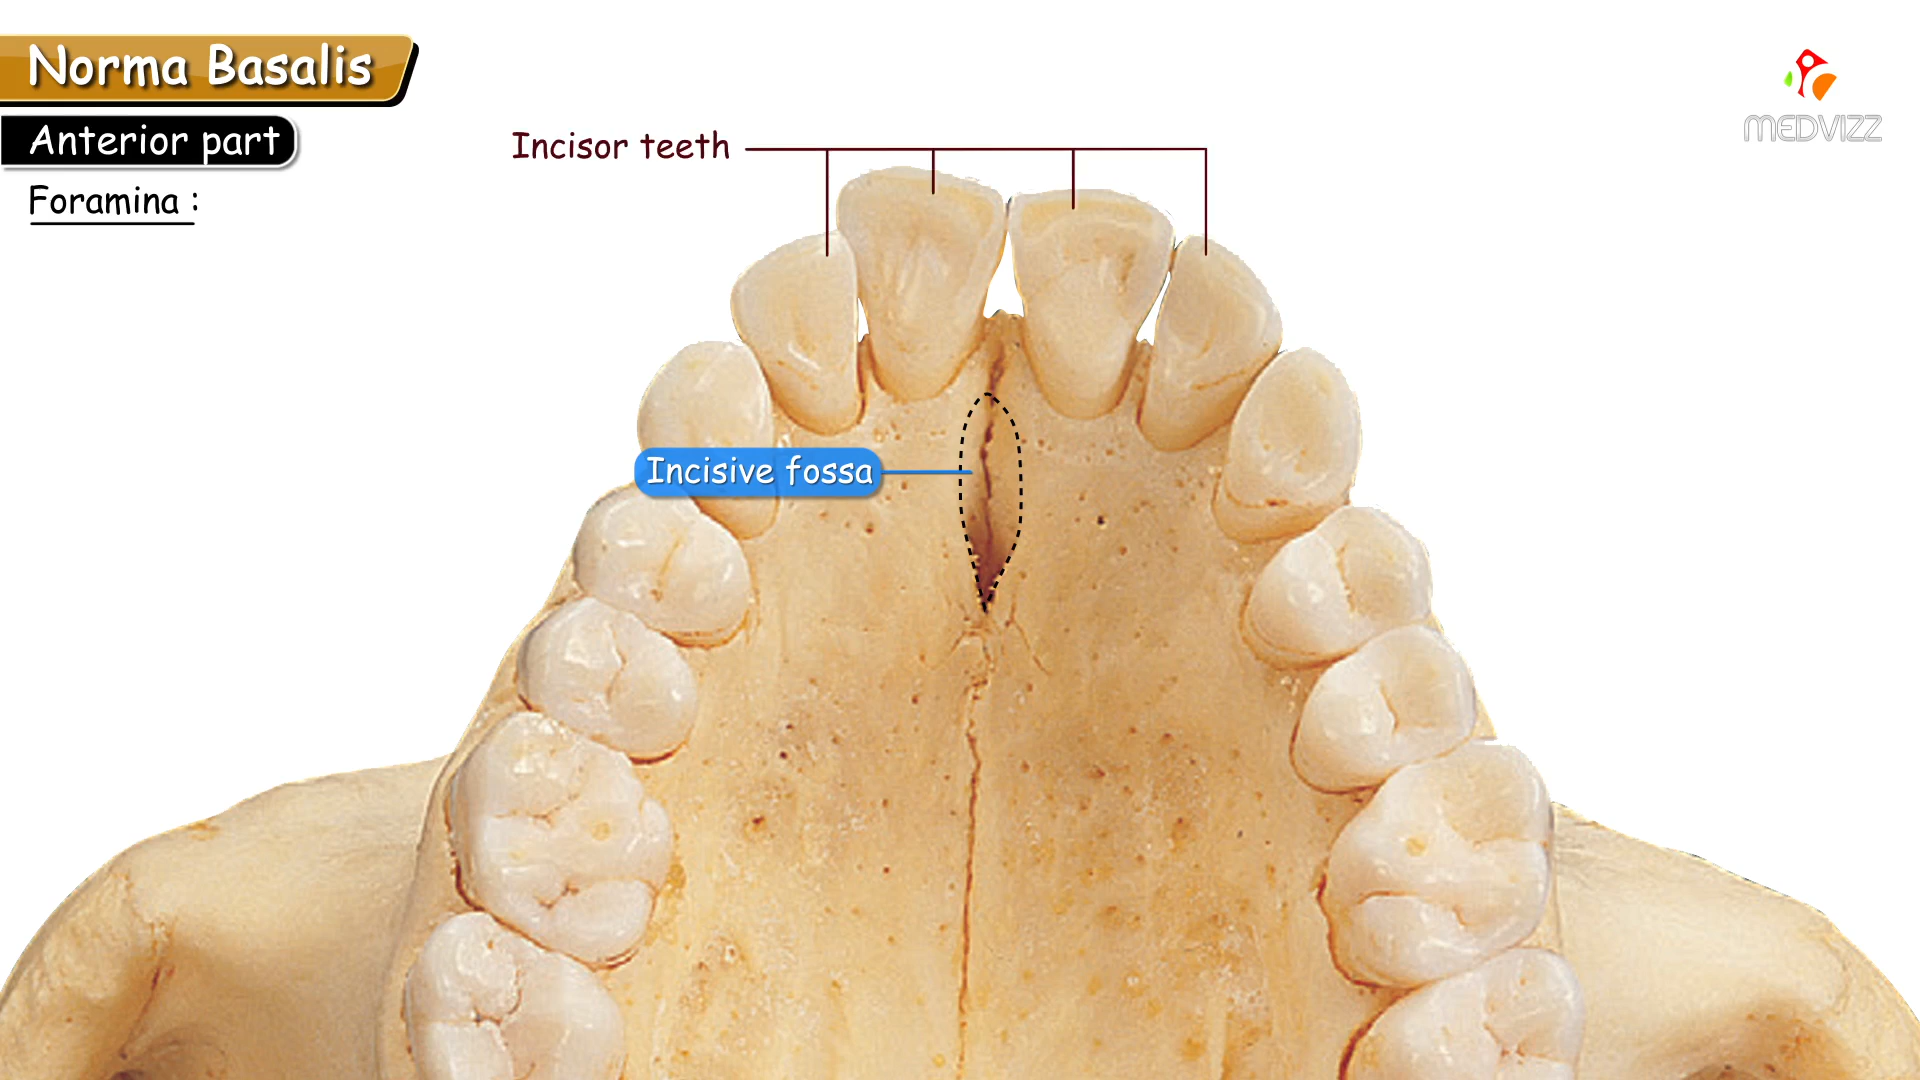 Norma Basalis
Anterior part
Foramina :
Incisor teeth
Incisive fossa
MEDVIZZ